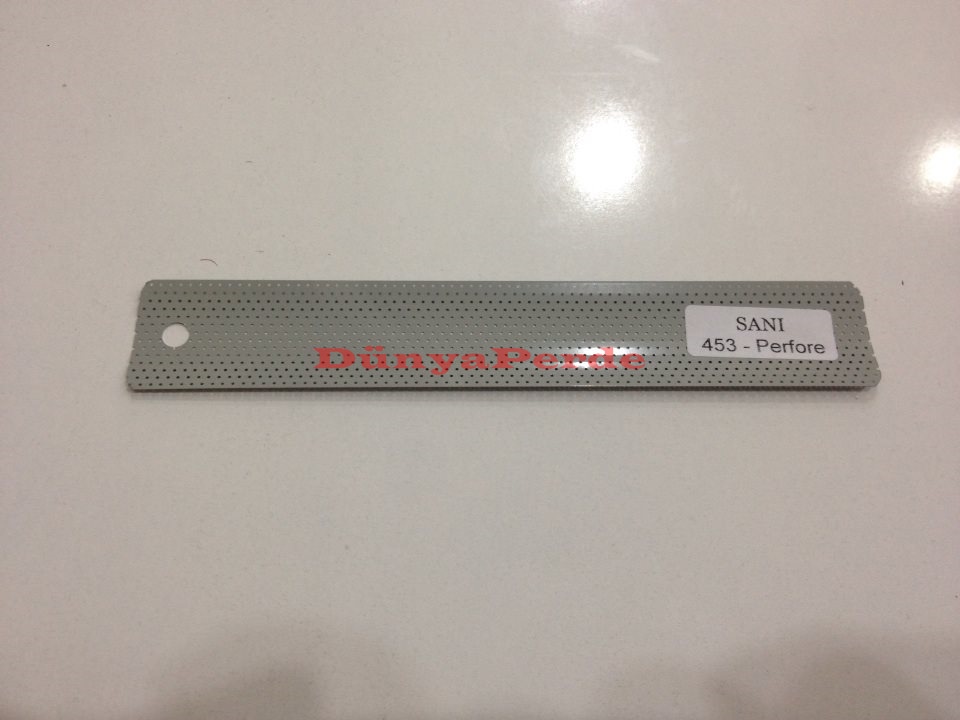 SANI
453 - Perfore
DünyaPerde